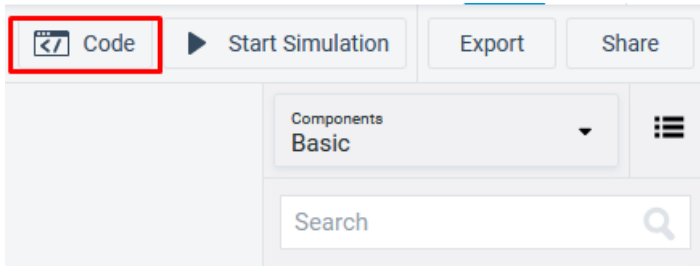 Code Start Simulation Export Share
Components
Basic
Search